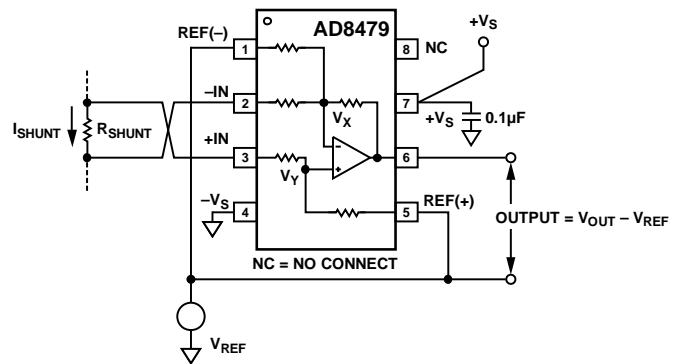 AD8479
+VS
REF(–)
1
8
NC
–IN
2
7
ISHUNT
RSHUNT
VX
+VS
0.1µF
+IN
3
6
VY
–VS
REF(+)
4
5
OUTPUT = VOUT – VREF
NC = NO CONNECT
VREF